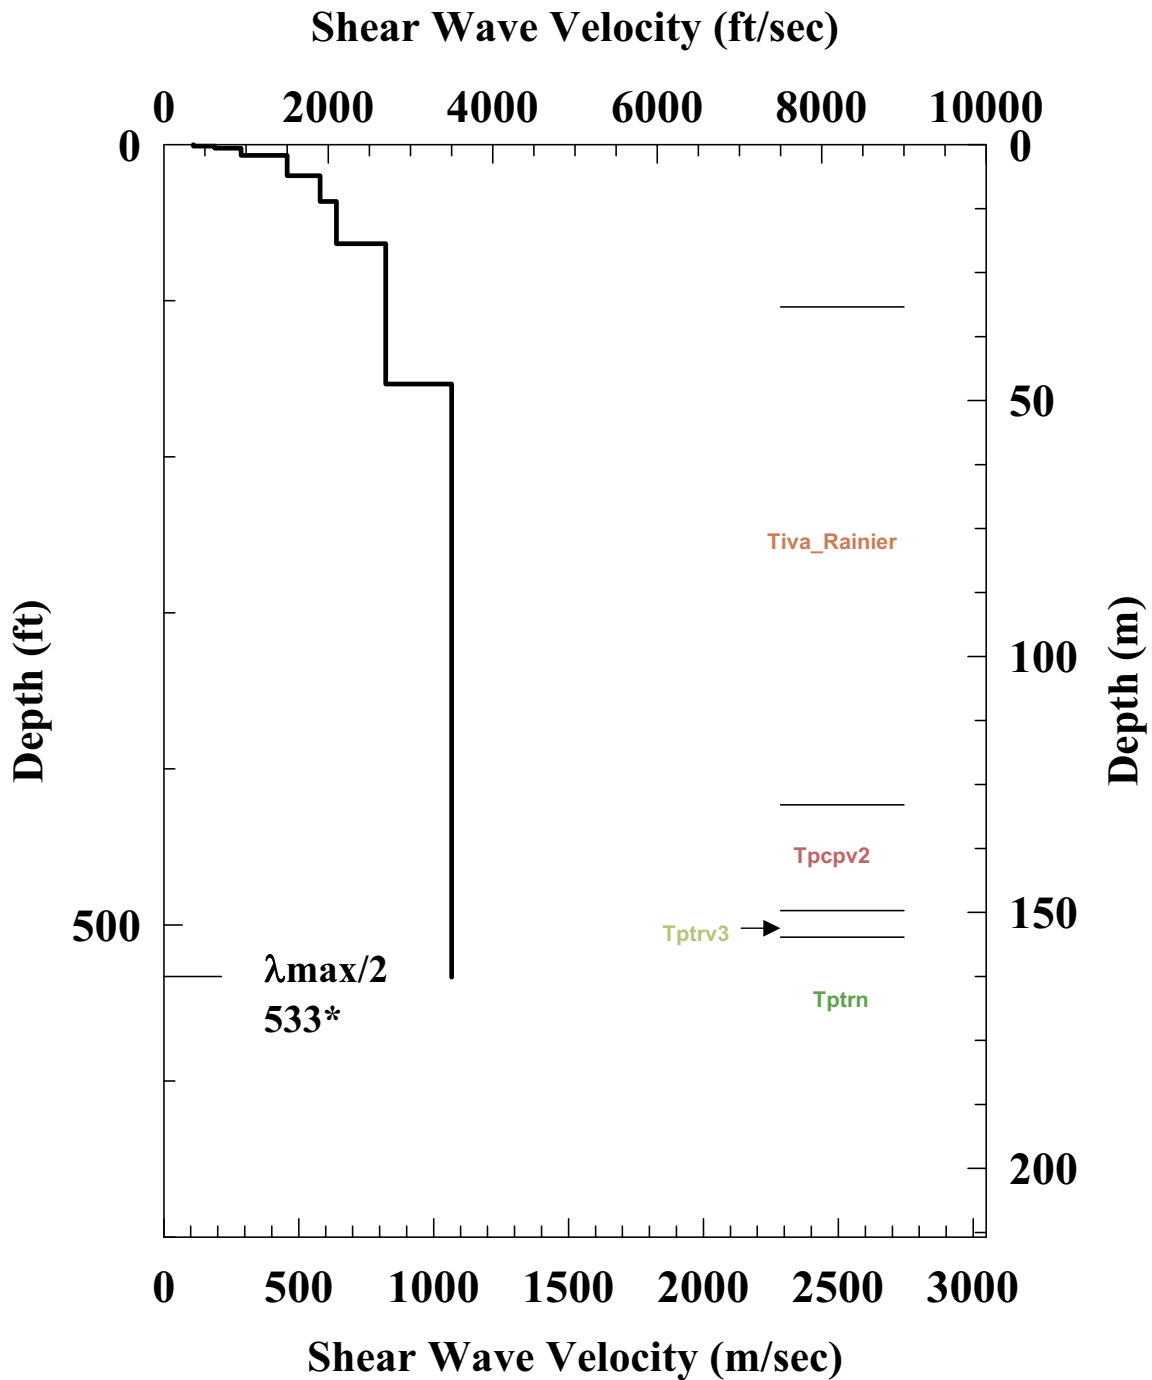 Shear Wave Velocity (ft/sec)
0 2000 4000 6000 8000 10000
0
0
50
Tiva_Rainier
Depth (ft)
Depth (m)
100
Tpcpv2
150
500
Tptrv3
λmax/2
533*
Tptrn
200
0 500 1000 1500 2000 2500 3000
Shear Wave Velocity (m/sec)